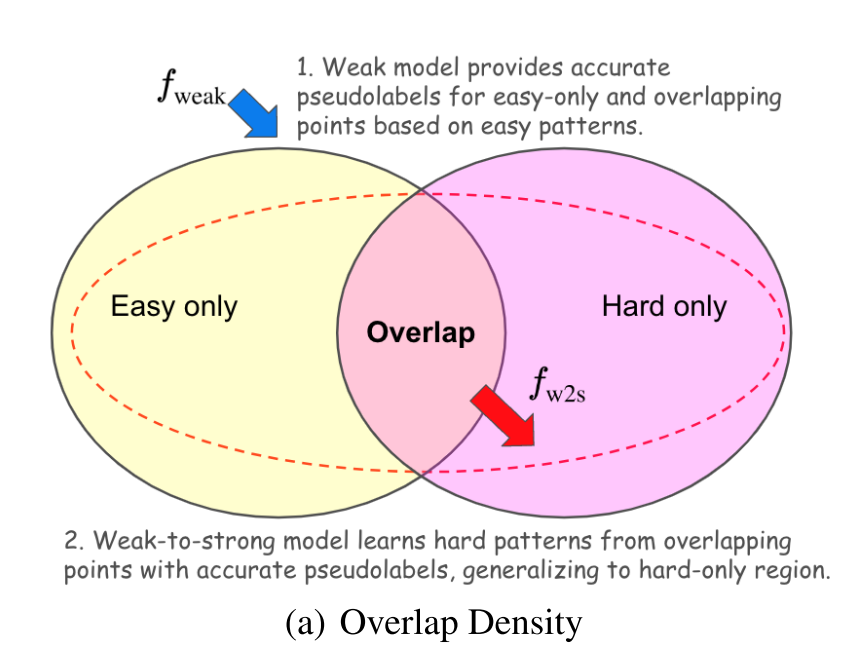 f_weak
1. Weak model provides accurate
pseudolabels for easy-only and overlapping
points based on easy patterns.
Easy only
Overlap
Hard only
f_w2s
2. Weak-to-strong model learns hard patterns from overlapping
points with accurate pseudolabels, generalizing to hard-only region.
(a) Overlap Density